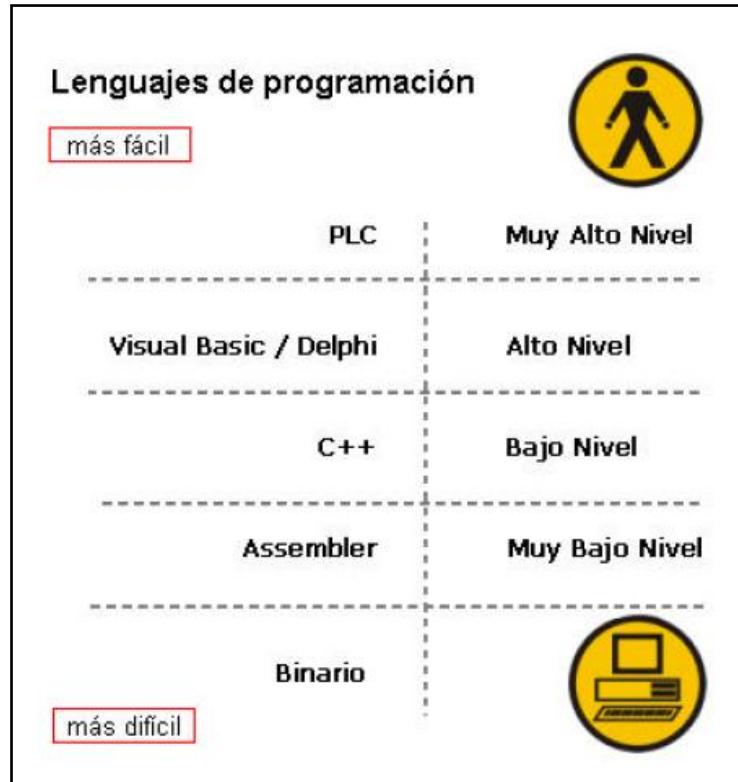 Lenguajes de programación
más fácil
PLC Muy Alto Nivel
Visual Basic / Delphi Alto Nivel
C++ Bajo Nivel
Assembler Muy Bajo Nivel
Binario
más difícil